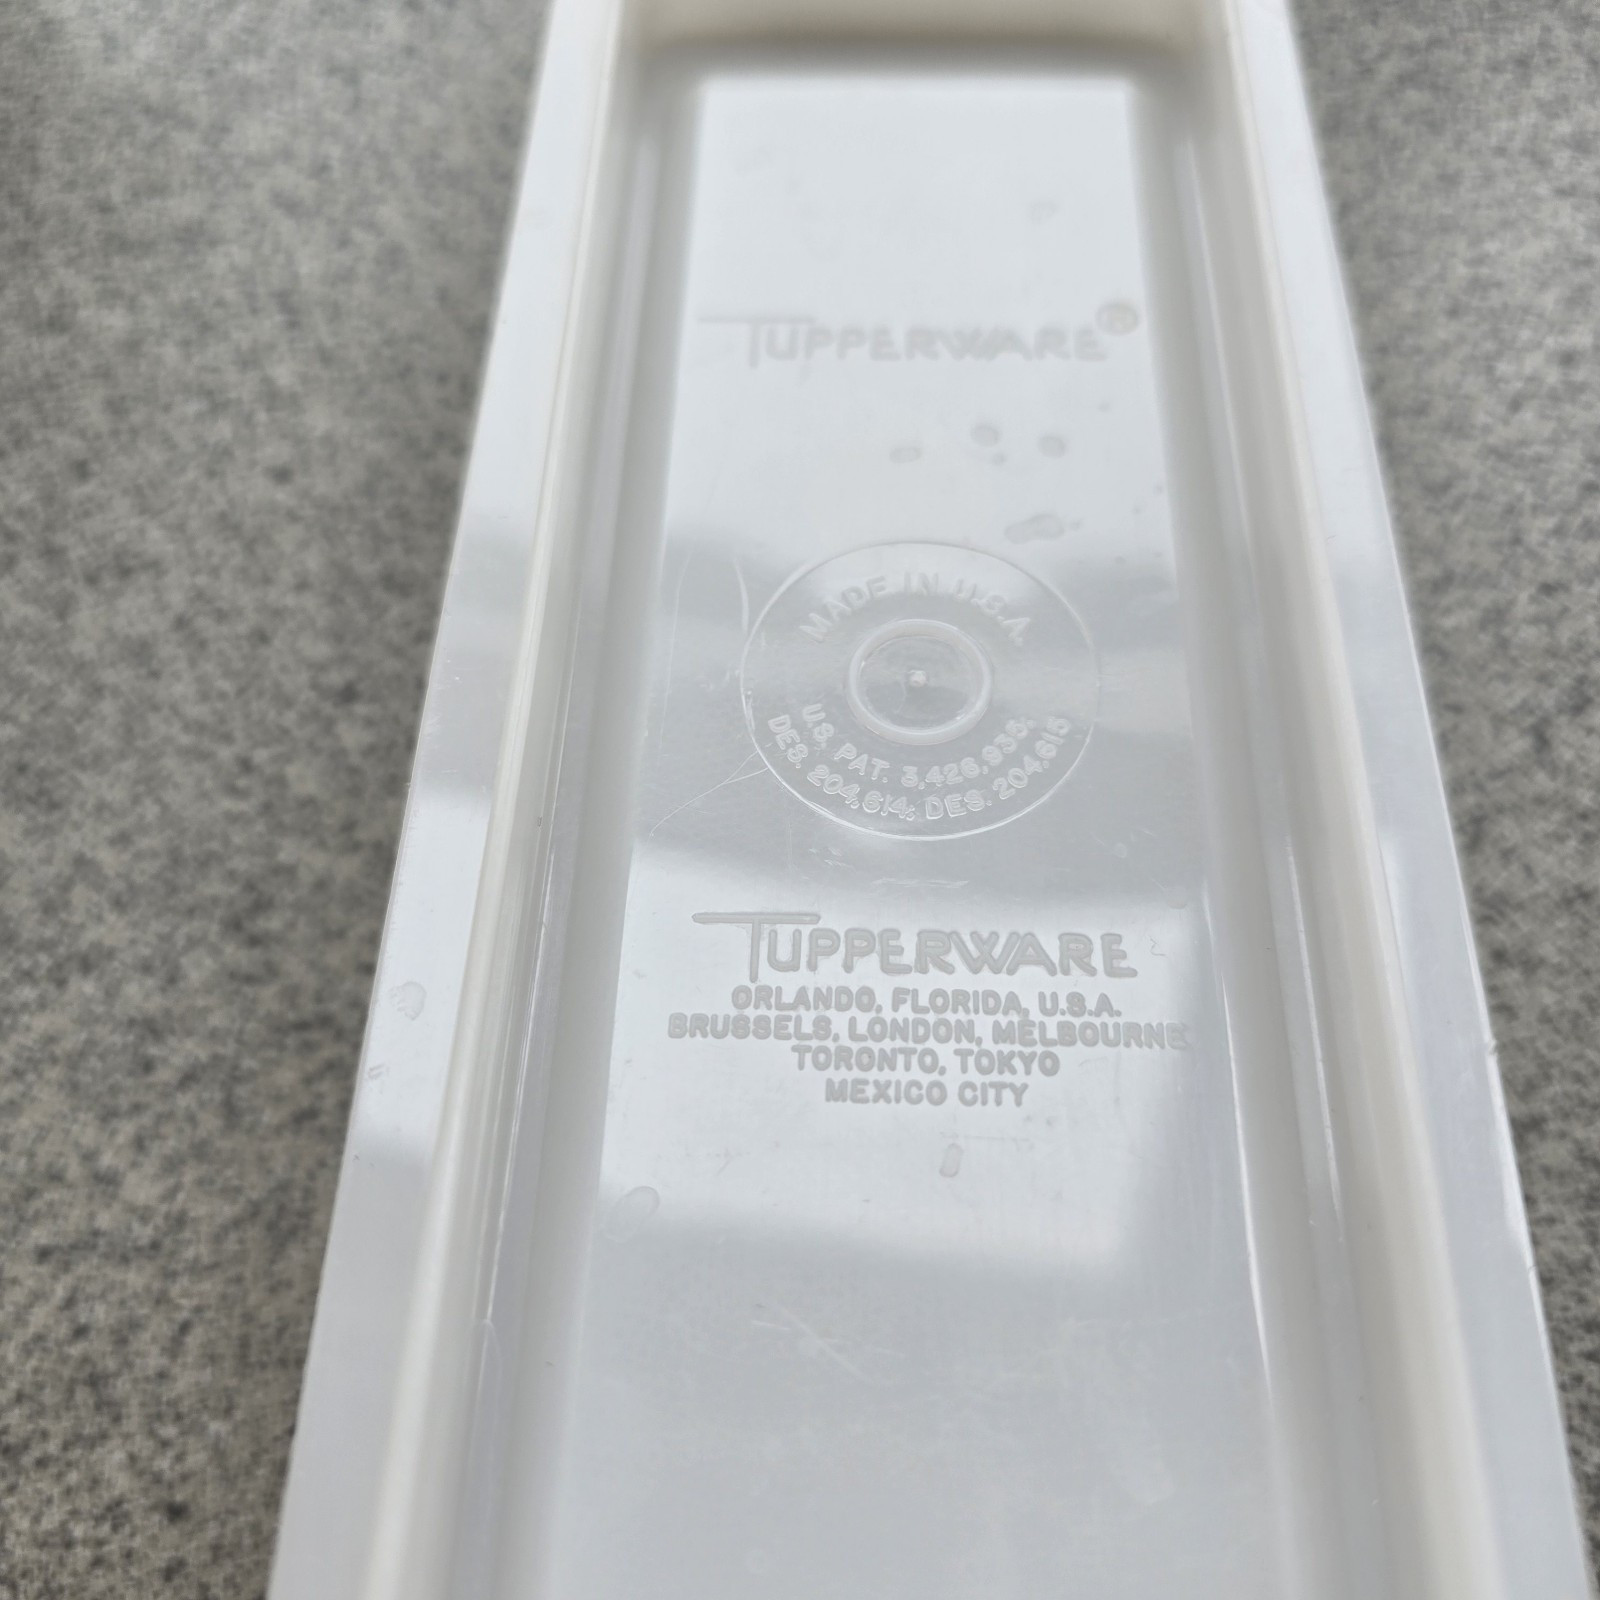 TUPPERWARE®
MADE IN U.S.A.
U.S. PAT. 3,426,936;
DES. 204,614; DES. 204,615
TUPPERWARE
ORLANDO, FLORIDA, U.S.A.
BRUSSELS, LONDON, MELBOURNE
TORONTO, TOKYO
MEXICO CITY